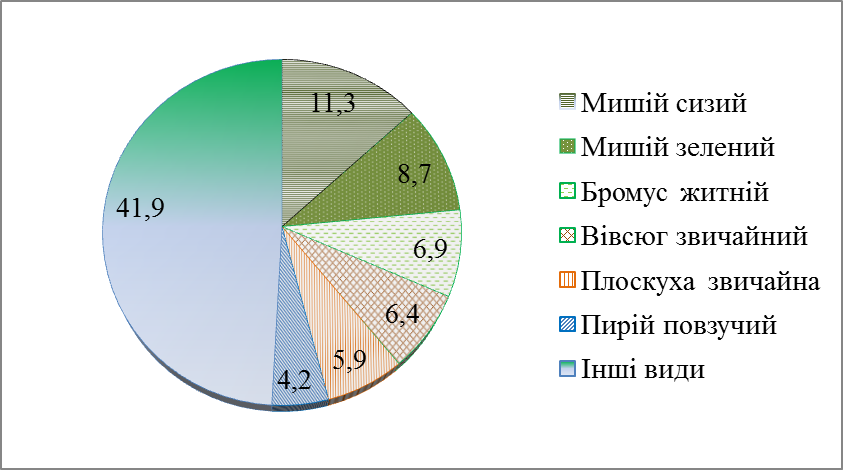 11,3
8,7
6,9
6,4
5,9
4,2
41,9
Мишій сизий
Мишій зелений
Бромус житній
Вівсюг звичайний
Плоскуха звичайна
Пирій повзучий
Інші види